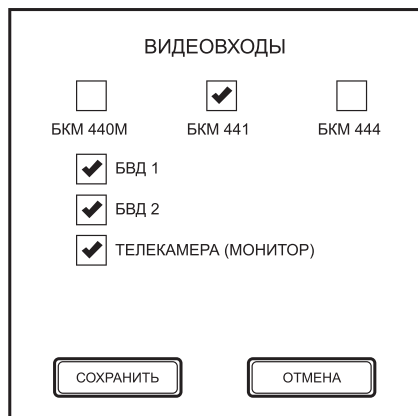 ВИДЕОВХОДЫ
БКМ 440М БКМ 441 БКМ 444
БВД 1
БВД 2
ТЕЛЕКАМЕРА (МОНИТОР)
СОХРАНИТЬ ОТМЕНА